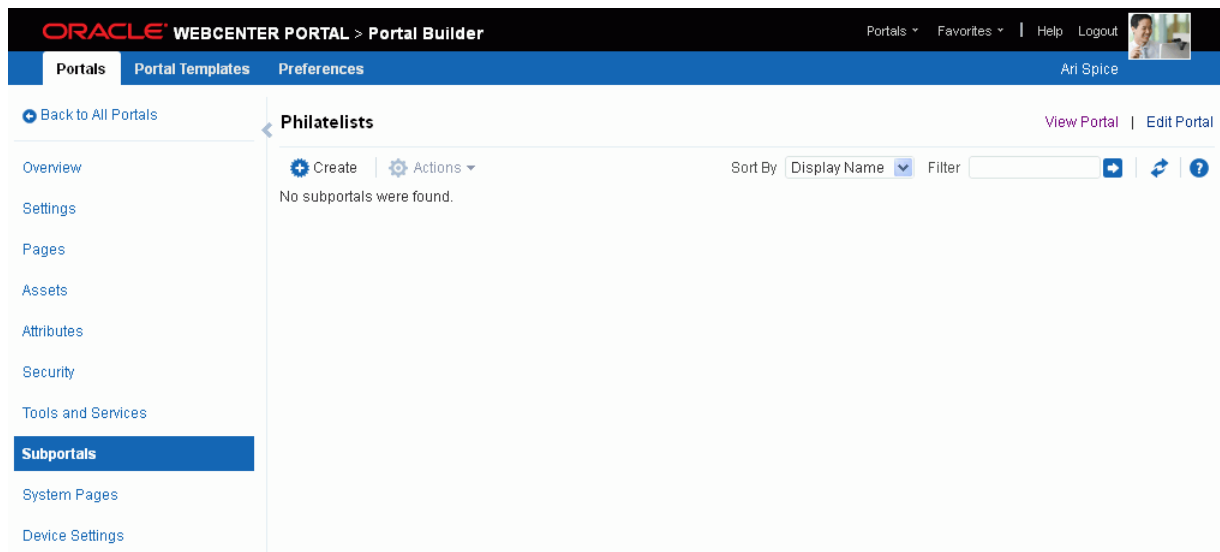 ORACLE WEBCENTER PORTAL > Portal Builder
Portals Favorites | Help Logout
Portals Portal Templates Preferences
Ari Spice
Back to All Portals
Philatelists
View Portal | Edit Portal
Create Actions
Sort By Display Name Filter
No subportals were found.
Overview
Settings
Pages
Assets
Attributes
Security
Tools and Services
Subportals
System Pages
Device Settings